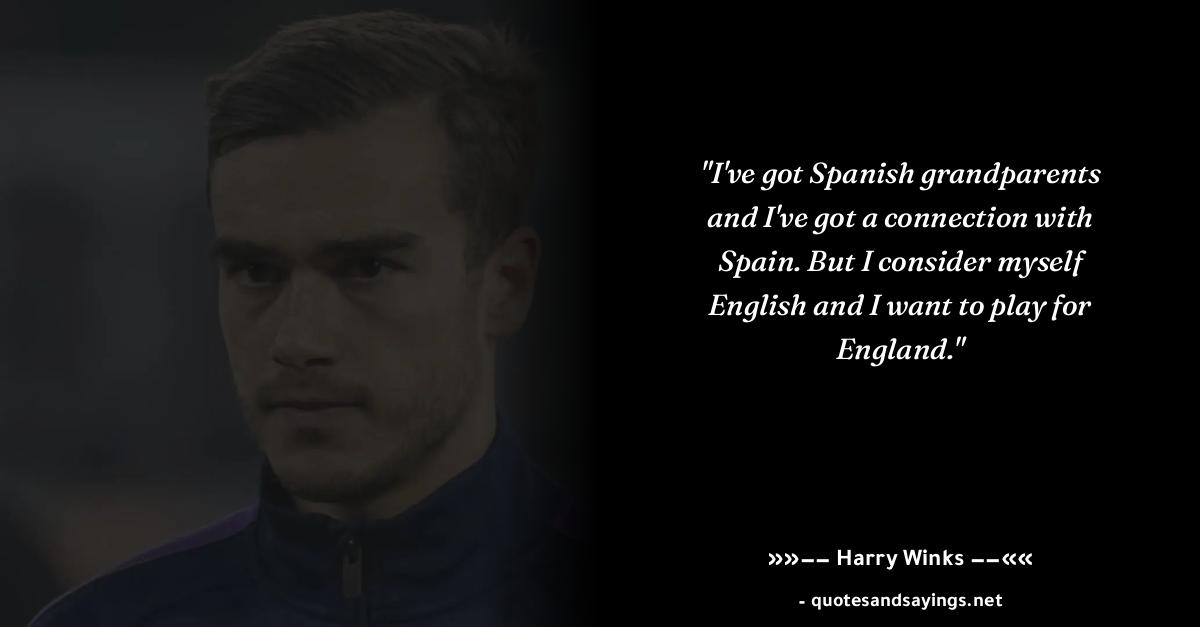 "I've got Spanish grandparents
and I've got a connection with
Spain. But I consider myself
English and I want to play for
England."
»»―― Harry Winks ――««
- quotesandsayings.net